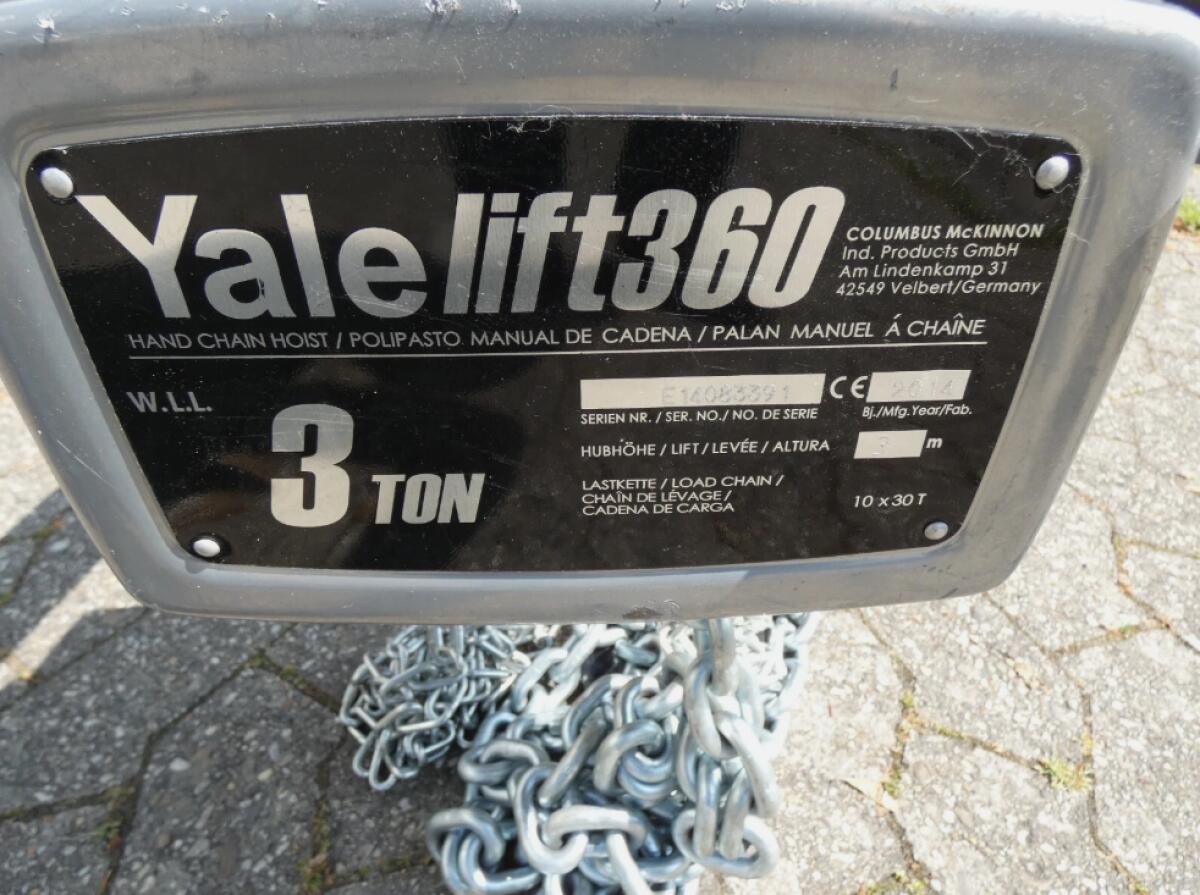 Yalelift360
COLUMBUS McKINNON
Ind. Products GmbH
Am Lindenkamp 31
42549 Velbert/Germany
HAND CHAIN HOIST / POLIPASTO MANUAL DE CADENA / PALAN MANUEL Á CHAÎNE
W.L.L.
3 TON
E14083391
CE 2014
SERIEN NR. / SER. NO./ NO. DE SERIE
Bj./Mfg.Year/Fab.
HUBHÖHE / LIFT / LEVÉE / ALTURA 3 m
LASTKETTE / LOAD CHAIN /
CHAÎN DE LÉVAGE /
CADENA DE CARGA
10 x 30 T